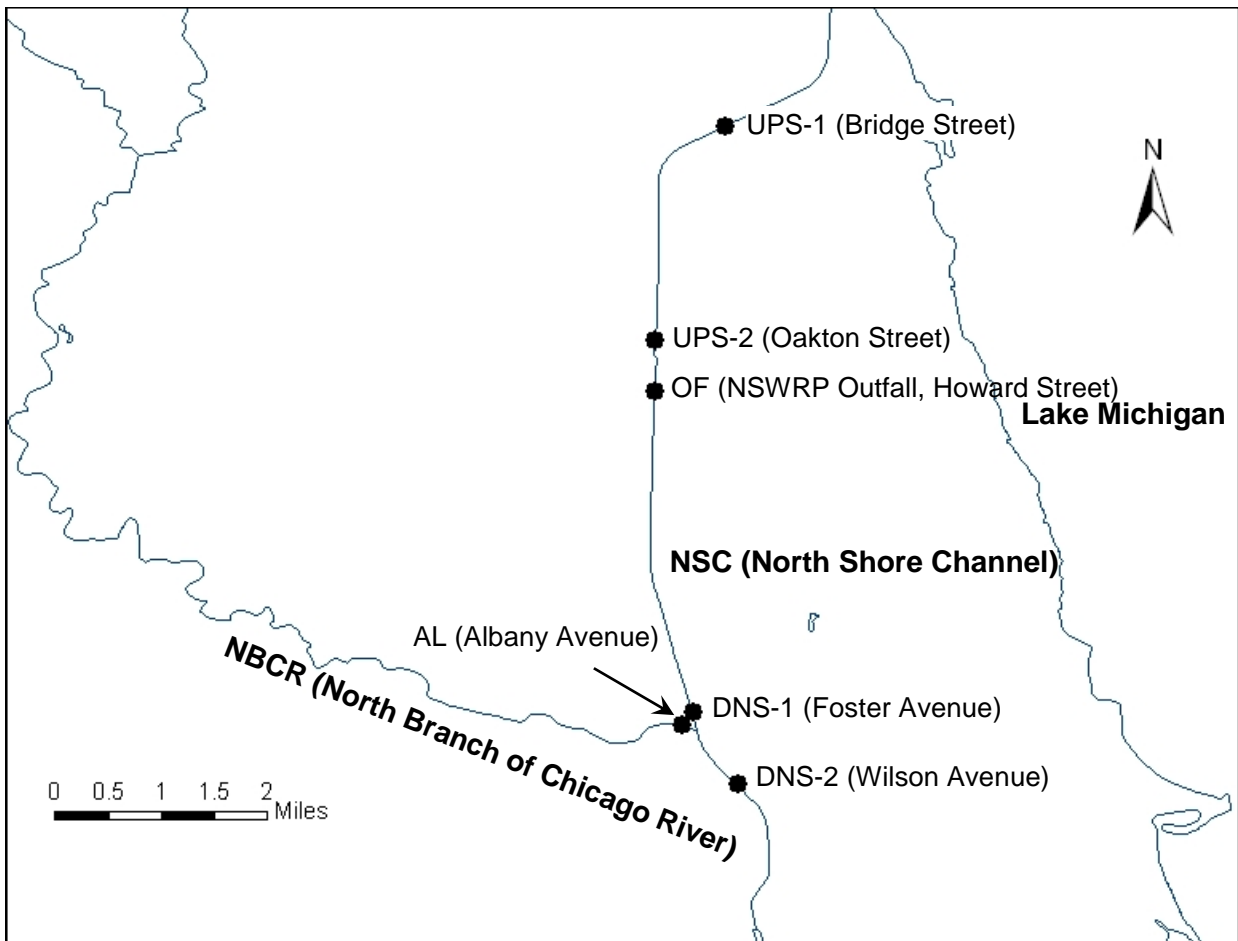 UPS-1 (Bridge Street)
N
UPS-2 (Oakton Street)
OF (NSWRP Outfall, Howard Street)
Lake Michigan
NSC (North Shore Channel)
AL (Albany Avenue)
NBCR (North Branch of Chicago River)
DNS-1 (Foster Avenue)
DNS-2 (Wilson Avenue)
0 0.5 1 1.5 2
Miles